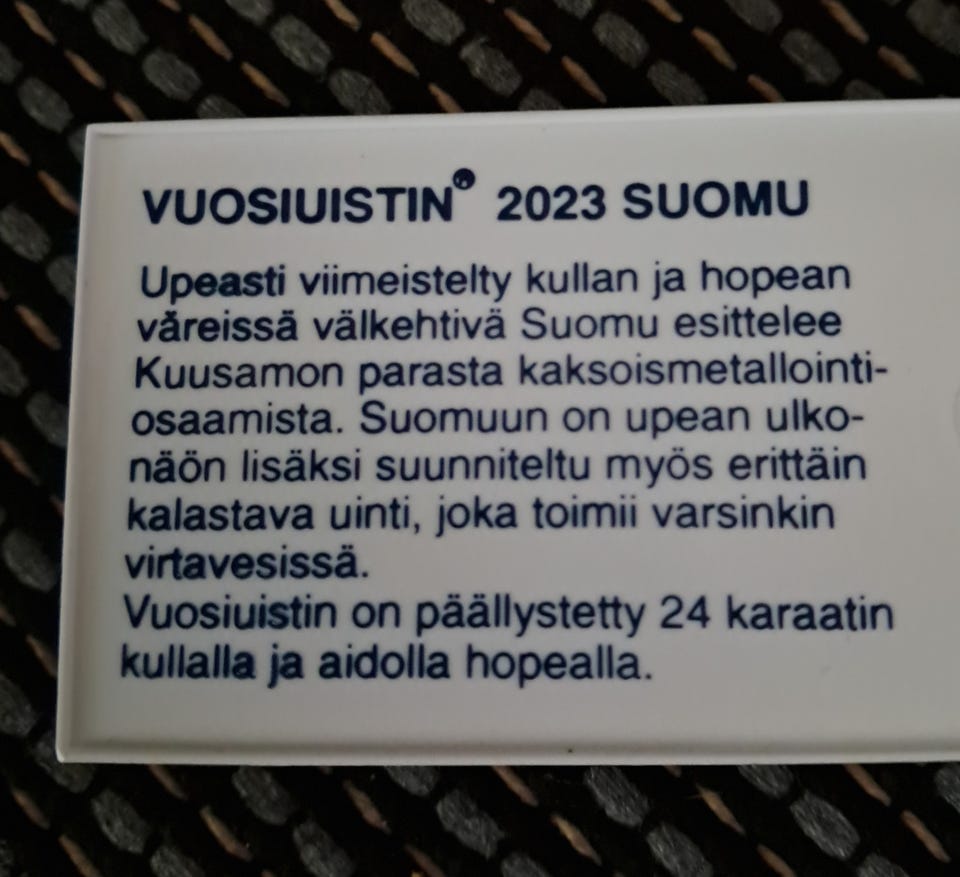 VUOSIUISTIN® 2023 SUOMU
Upeasti viimeistelty kullan ja hopean
väreissä välkehtivä Suomu esittelee
Kuusamon parasta kaksoismetallointi-
osaamista. Suomuun on upean ulko-
näön lisäksi suunniteltu myös erittäin
kalastava uinti, joka toimii varsinkin
virtavesissä.
Vuosiuistin on päällystetty 24 karaatin
kullalla ja aidolla hopealla.